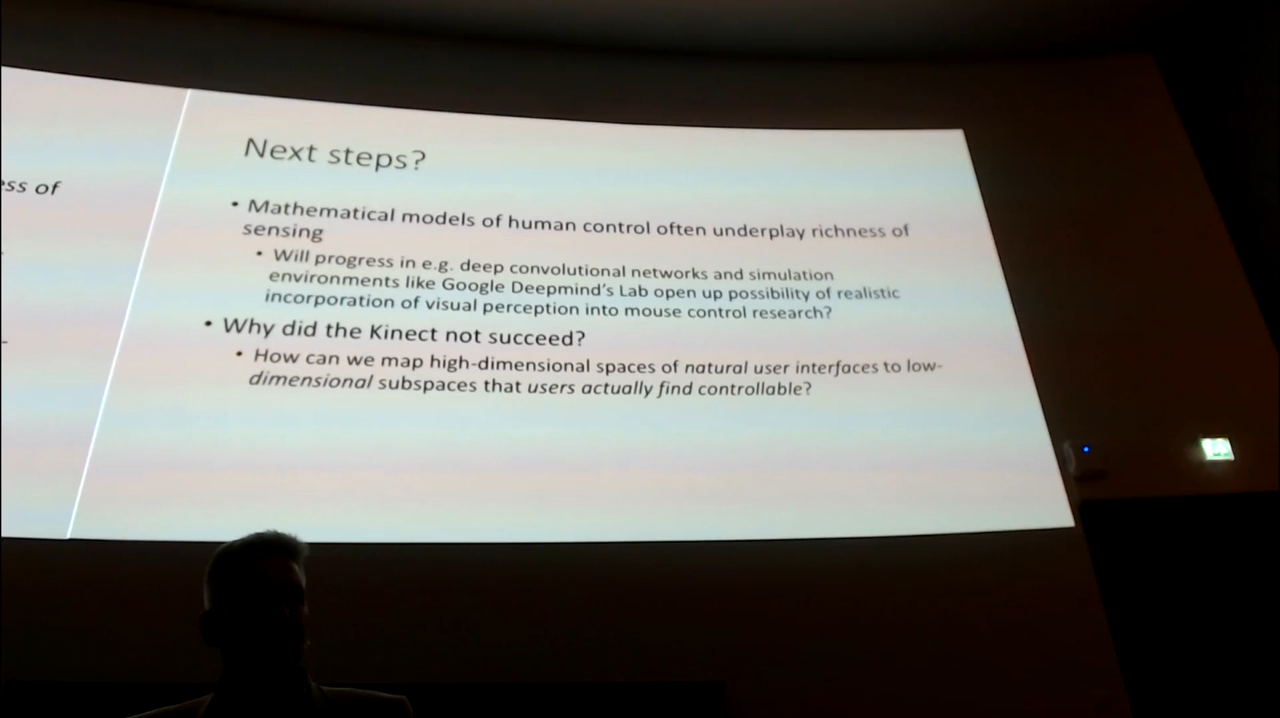 ess of
Next steps?
• Mathematical models of human control often underplay richness of
sensing
• Will progress in e.g. deep convolutional networks and simulation
environments like Google Deepmind's Lab open up possibility of realistic
incorporation of visual perception into mouse control research?
• Why did the Kinect not succeed?
• How can we map high-dimensional spaces of natural user interfaces to low-
dimensional subspaces that users actually find controllable?